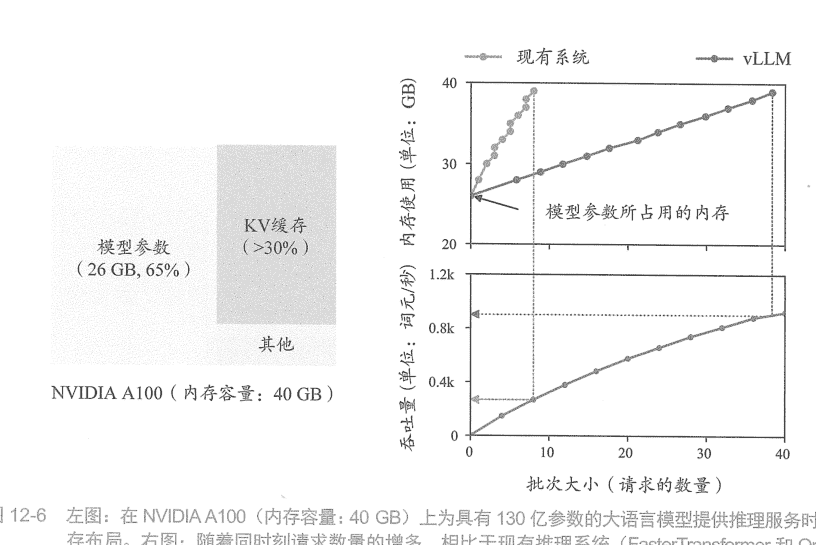 现有系统
vLLM
内存使用(单位:GB)
40
30
20
模型参数所占用的内存
模型参数
(26 GB, 65%)
KV缓存
(>30%)
其他
NVIDIA A100(内存容量:40 GB)
吞吐量(单位:词元/秒)
1.2k
0.8k
0.4k
0
0
10
20
30
40
批次大小(请求的数量)
12-6 左图:在 NVIDIA A100(内存容量:40 GB)上为具有 130 亿参数的大语言模型提供推理服务时
存布局。右图:随着同时刻请求数量的增多,相比于现有推理系统(FasterTransformer 和